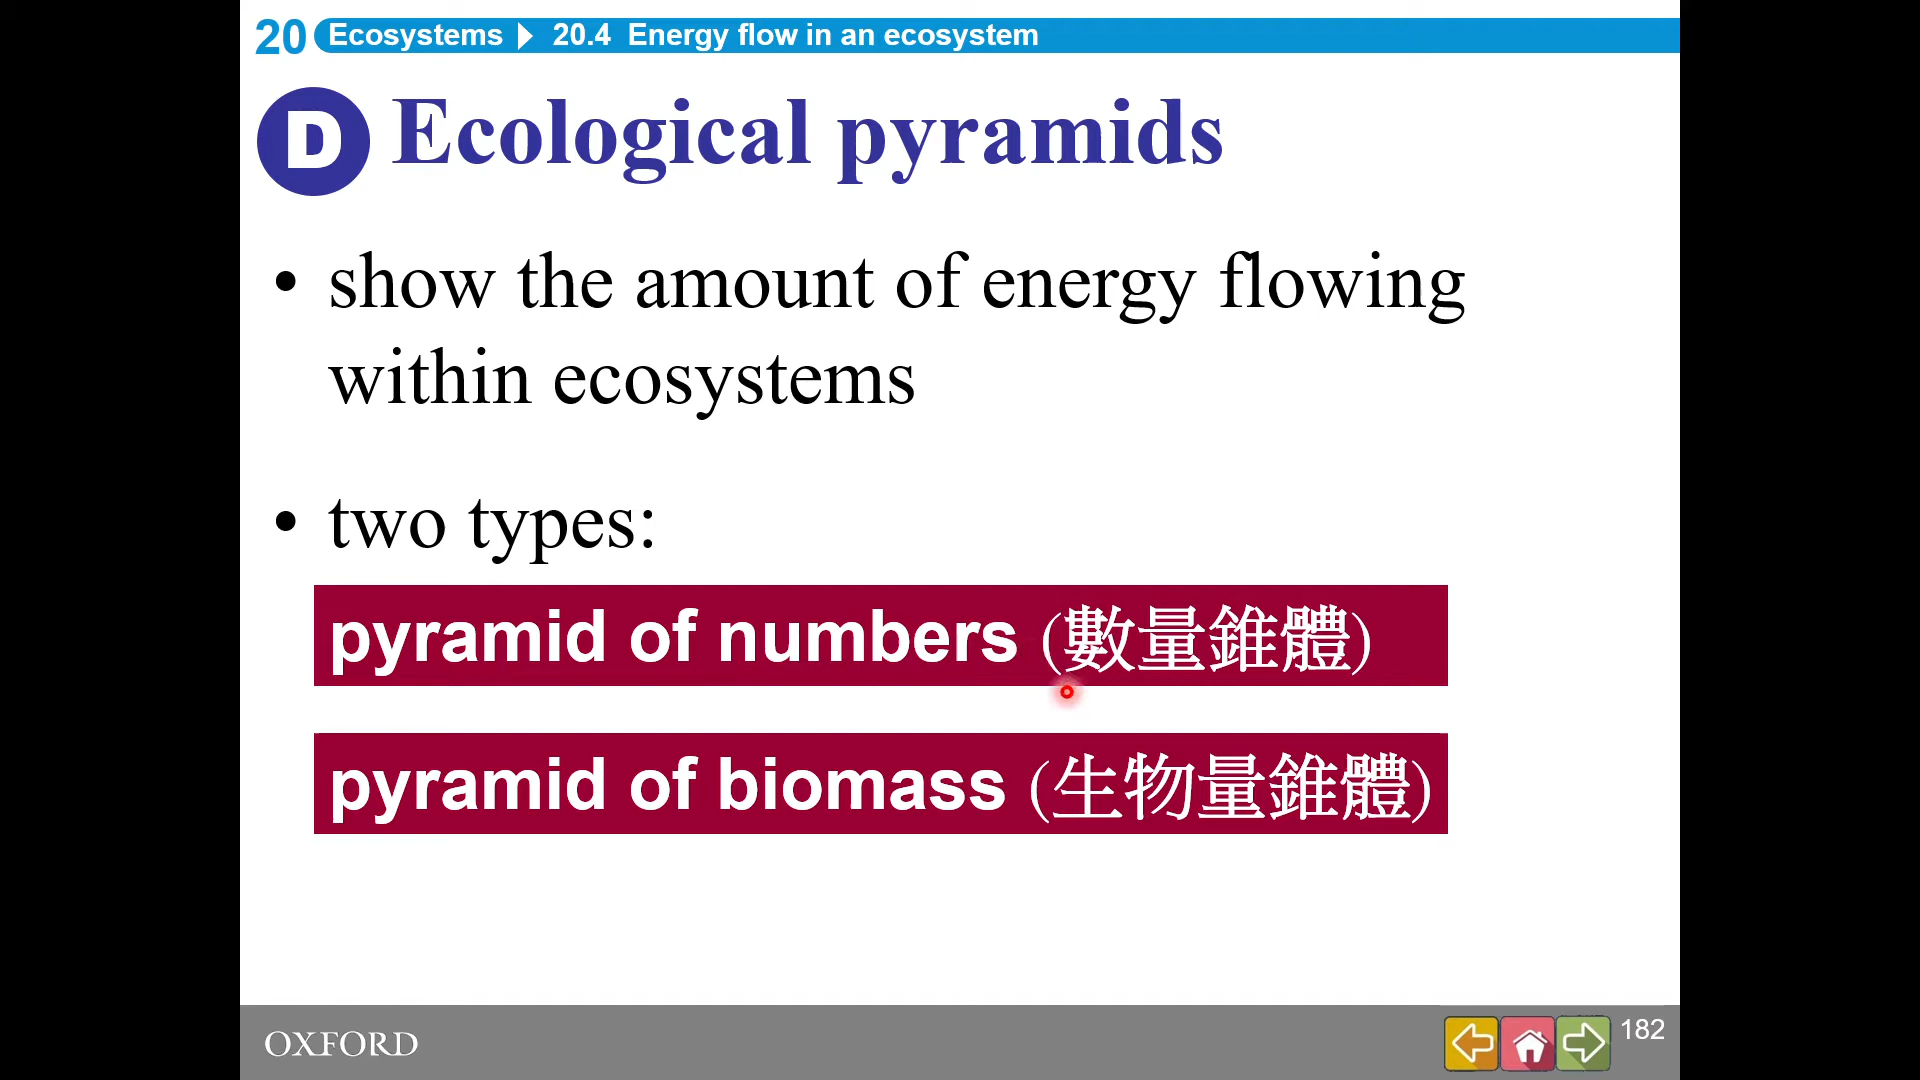 20 Ecosystems ▶ 20.4 Energy flow in an ecosystem
D Ecological pyramids
• show the amount of energy flowing
within ecosystems
• two types:
pyramid of numbers (數量錐體)
pyramid of biomass (生物量錐體)
OXFORD
182